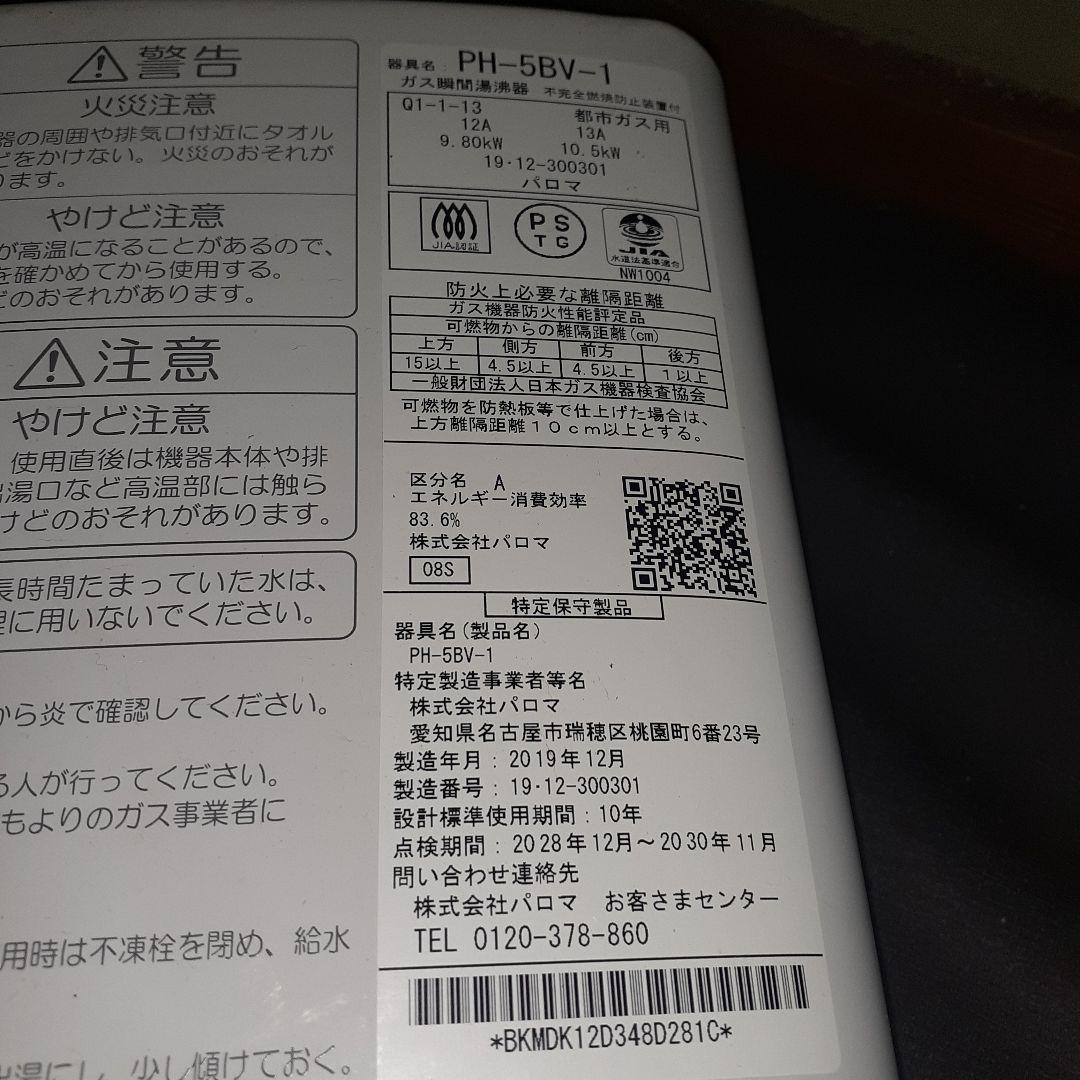 警告
火災注意
器の周囲や排気口付近にタオル
どをかけない。火災のおそれが
ります。
やけど注意
が高温になることがあるので、
を確かめてから使用する。
どのおそれがあります。
注意
やけど注意
使用直後は機器本体や排
出湯口など高温部には触ら
けどのおそれがあります。
長時間たまっていた水は、
理に用いないでください。
から炎で確認してください。
る人が行ってください。
もよりのガス事業者に
用時は不凍栓を閉め、給水
出湯にし、少し傾けておく。
器具名: PH-5BV-1
ガス瞬間湯沸器 不完全燃焼防止装置付
Q1-1-13 都市ガス用
12A 13A
9.80kW 10.5kW
19·12-300301
パロマ
JIA認証
PS
TG
JIA
水道法基準適合
NW1004
防火上必要な離隔距離
ガス機器防火性能評定品
可燃物からの離隔距離(cm)
上方 側方 前方 後方
15以上 4.5以上 4.5以上 1以上
一般財団法人日本ガス機器検査協会
可燃物を防熱板等で仕上げた場合は、
上方離隔距離10cm以上とする。
区分名 A
エネルギー消費効率
83.6%
株式会社パロマ
08S
特定保守製品
器具名(製品名)
PH-5BV-1
特定製造事業者等名
株式会社パロマ
愛知県名古屋市瑞穂区桃園町6番23号
製造年月:2019年12月
製造番号:19·12-300301
設計標準使用期間:10年
点検期間:2028年12月～2030年11月
問い合わせ連絡先
株式会社パロマ お客さまセンター
TEL 0120-378-860
*BKMDK12D348D281C*